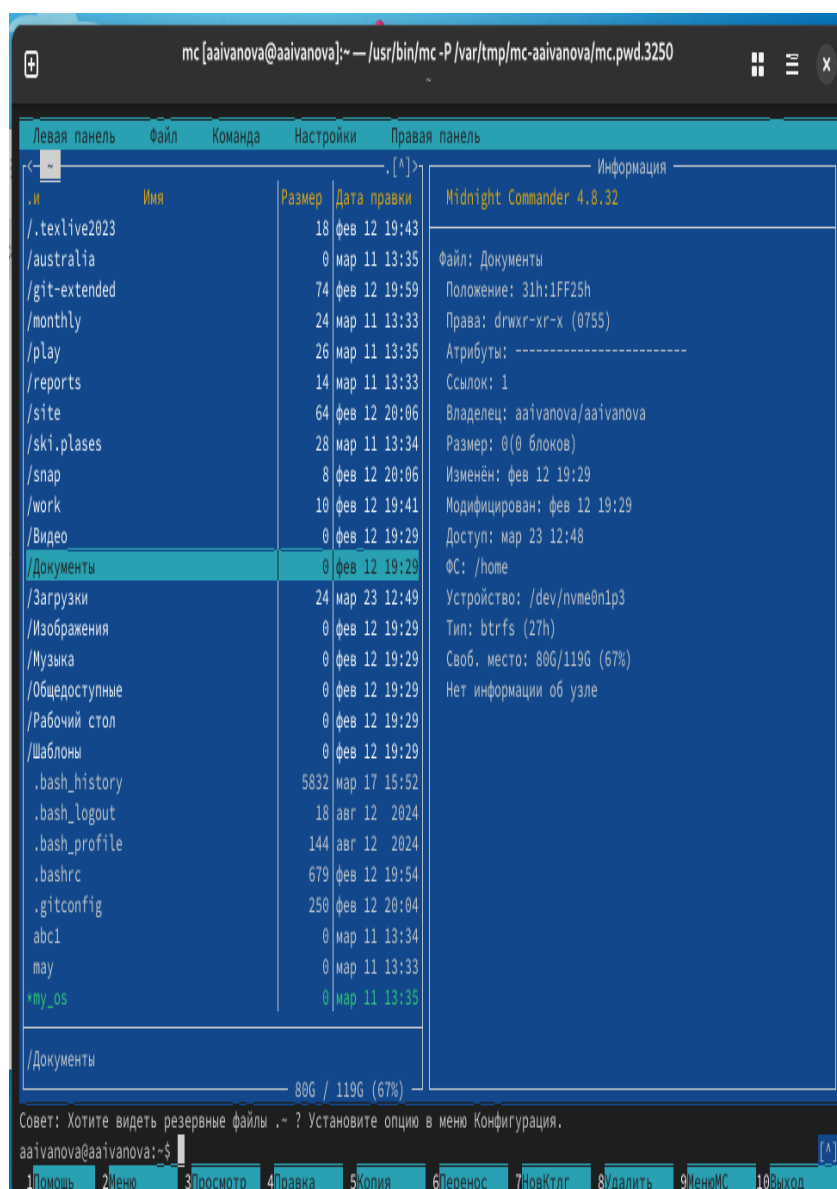 mc [aaivanova@aaivanova]:~ — /usr/bin/mc -P /var/tmp/mc-aaivanova/mc.pwd.3250
~
Левая панель Файл Команда Настройки Правая панель
<─ ~ ─.[^]>
.и Имя Размер Дата правки
/.texlive2023 18 фев 12 19:43
/australia 0 мар 11 13:35
/git-extended 74 фев 12 19:59
/monthly 24 мар 11 13:33
/play 26 мар 11 13:35
/reports 14 мар 11 13:33
/site 64 фев 12 20:06
/ski.plases 28 мар 11 13:34
/snap 8 фев 12 20:06
/work 10 фев 12 19:41
/Видео 0 фев 12 19:29
/Документы 0 фев 12 19:29
/Загрузки 24 мар 23 12:49
/Изображения 0 фев 12 19:29
/Музыка 0 фев 12 19:29
/Общедоступные 0 фев 12 19:29
/Рабочий стол 0 фев 12 19:29
/Шаблоны 0 фев 12 19:29
.bash_history 5832 мар 17 15:52
.bash_logout 18 авг 12 2024
.bash_profile 144 авг 12 2024
.bashrc 679 фев 12 19:54
.gitconfig 250 фев 12 20:04
abc1 0 мар 11 13:34
may 0 мар 11 13:33
*my_os 0 мар 11 13:35
/Документы
80G / 119G (67%)
Информация
Midnight Commander 4.8.32
Файл: Документы
Положение: 31h:1FF25h
Права: drwxr-xr-x (0755)
Атрибуты: -------------------------
Ссылок: 1
Владелец: aaivanova/aaivanova
Размер: 0(0 блоков)
Изменён: фев 12 19:29
Модифицирован: фев 12 19:29
Доступ: мар 23 12:48
ФС: /home
Устройство: /dev/nvme0n1p3
Тип: btrfs (27h)
Своб. место: 80G/119G (67%)
Нет информации об узле
Совет: Хотите видеть резервные файлы .~ ? Установите опцию в меню Конфигурация.
aaivanova@aaivanova:~$ [^]
1Помощь 2Меню 3Просмотр 4Правка 5Копия 6Перенос 7НовКтлг 8Удалить 9МенюMC 10Выход